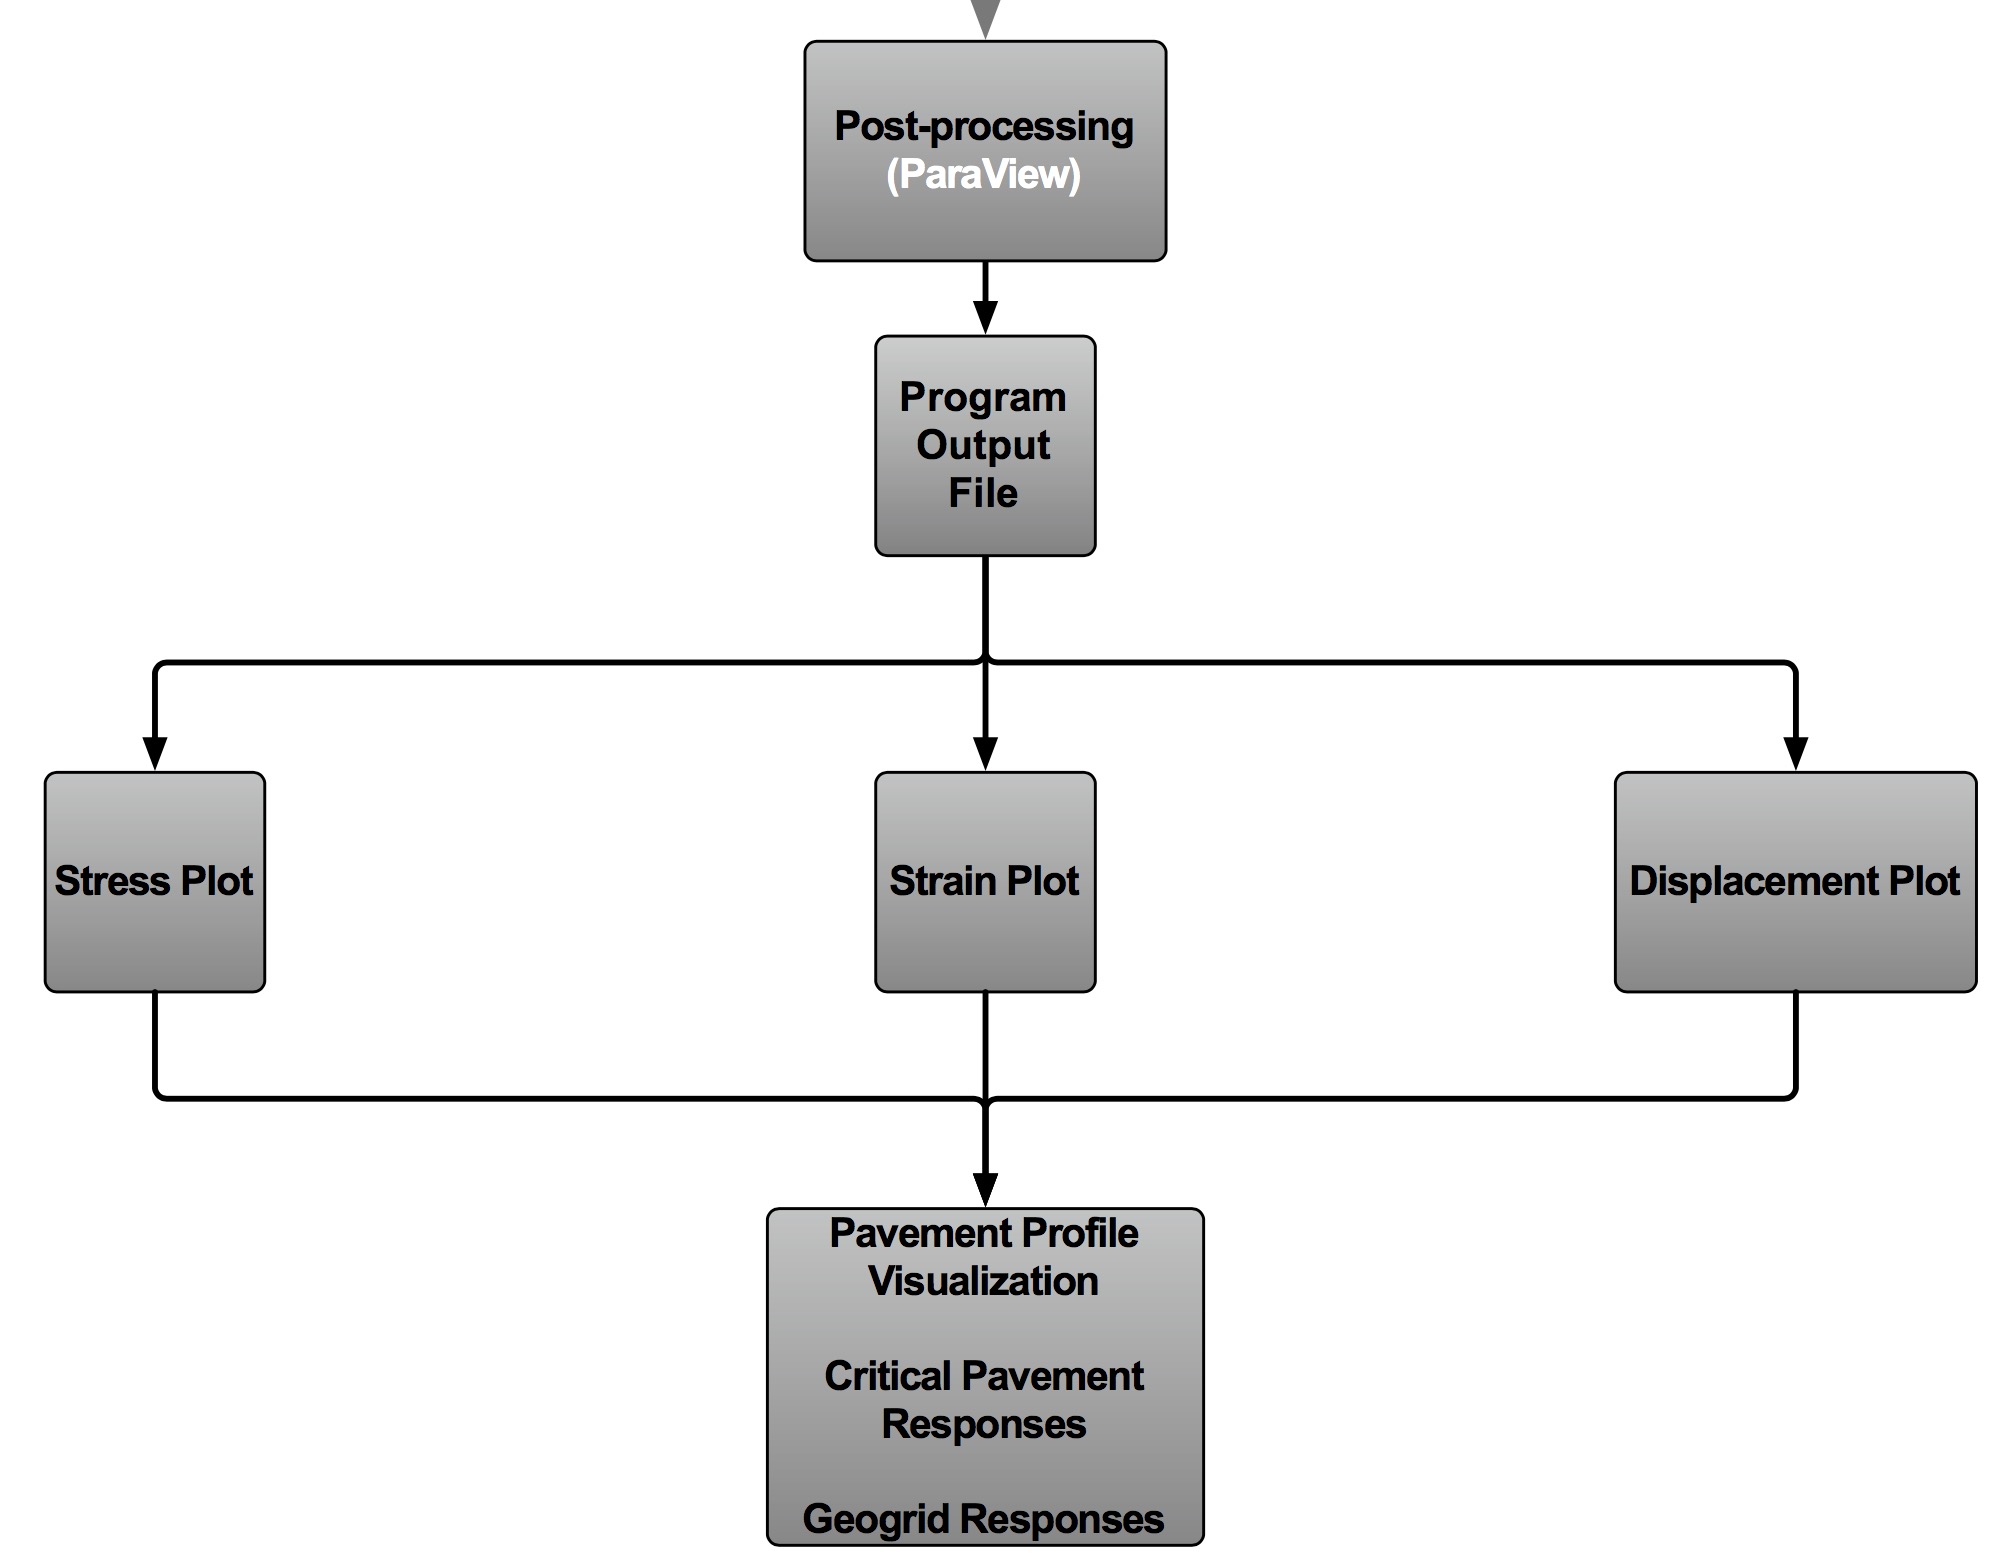 Post-processing
(ParaView)
Program
Output
File
Stress Plot
Strain Plot
Displacement Plot
Pavement Profile
Visualization
Critical Pavement
Responses
Geogrid Responses